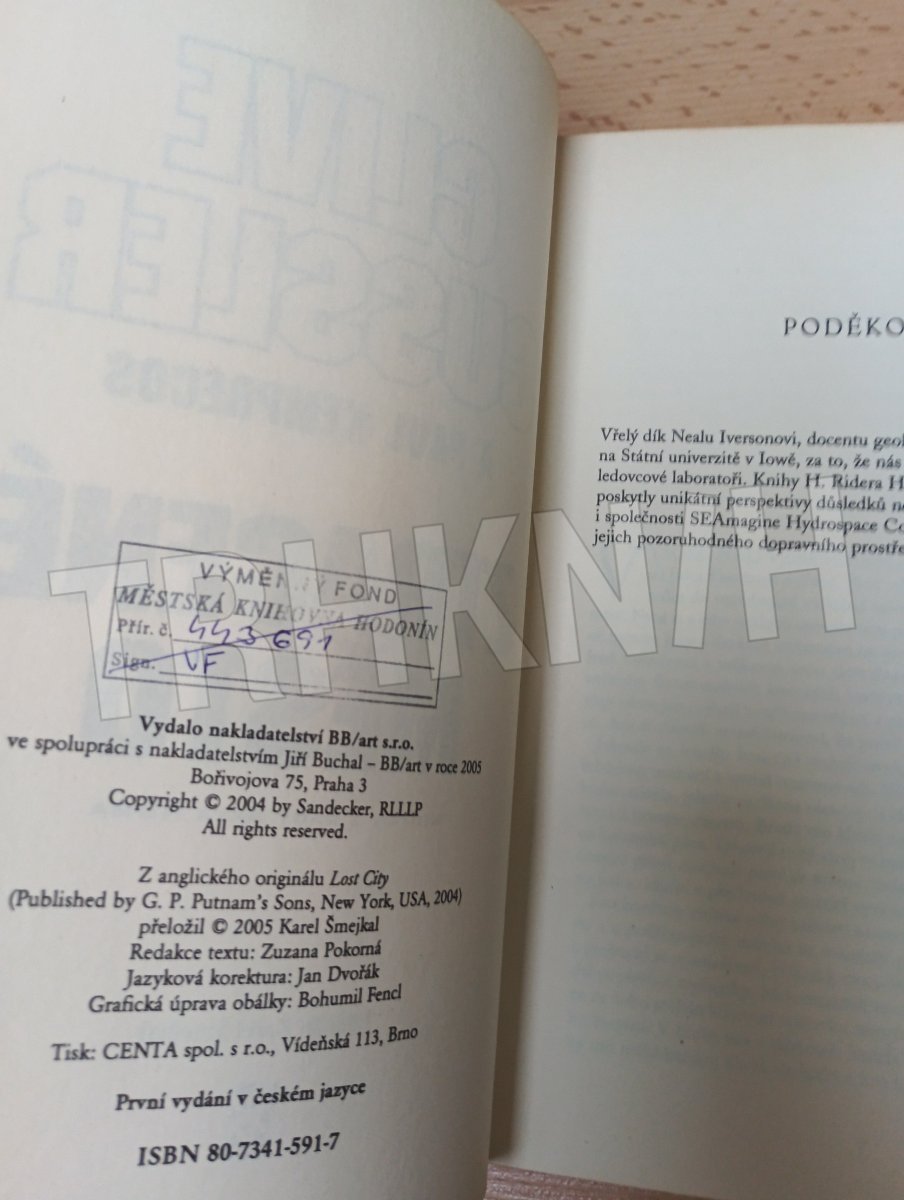 VÝMĚNNÝ FOND
MĚSTSKÁ KNIHOVNA HODONÍN
Přír. č. 443 691
Sign. VF
Vydalo nakladatelství BB/art s.r.o.
ve spolupráci s nakladatelstvím Jiří Buchal – BB/art v roce 2005
Bořivojova 75, Praha 3
Copyright © 2004 by Sandecker, RLLLP
All rights reserved.
Z anglického originálu Lost City
(Published by G. P. Putnam's Sons, New York, USA, 2004)
přeložil © 2005 Karel Šmejkal
Redakce textu: Zuzana Pokorná
Jazyková korektura: Jan Dvořák
Grafická úprava obálky: Bohumil Fencl
Tisk: CENTA spol. s r.o., Vídeňská 113, Brno
První vydání v českém jazyce
ISBN 80-7341-591-7
PODĚKO
Vřelý dík Nealu Iversonovi, docentu geol
na Státní univerzitě v Iowě, za to, že nás
ledovcové laboratoři. Knihy H. Ridera H
poskytly unikátní perspektivy důsledků ne
i společnosti SEAmagine Hydrospace Co
jejich pozoruhodného dopravního prostře
TRHKNIH
CLIVE
CUSSLER